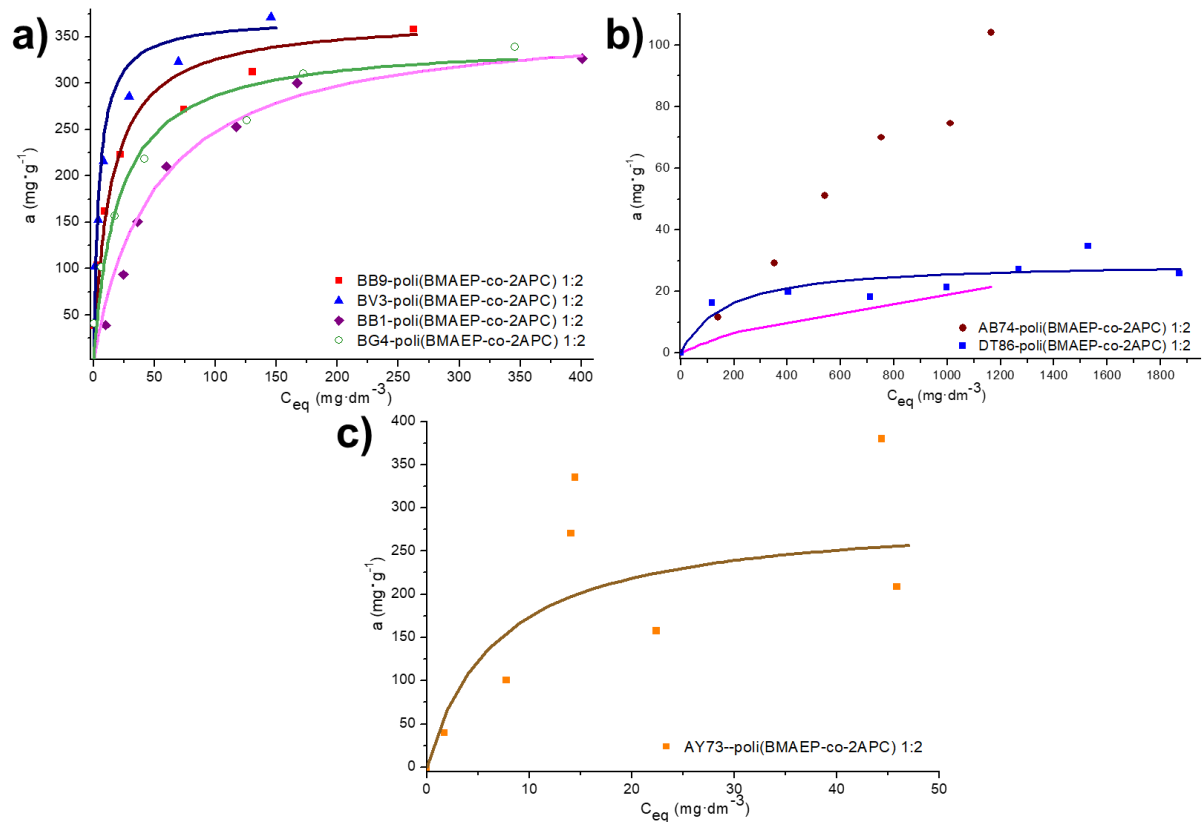 a)
350
300
250
200
150
100
50
a (mg·g⁻¹)
BB9-poli(BMAEP-co-2APC) 1:2
BV3-poli(BMAEP-co-2APC) 1:2
BB1-poli(BMAEP-co-2APC) 1:2
BG4-poli(BMAEP-co-2APC) 1:2
0 50 100 150 200 250 300 350 400
Ceq (mg·dm⁻³)
b)
100
80
60
40
20
0
a (mg·g⁻¹)
AB74-poli(BMAEP-co-2APC) 1:2
DT86-poli(BMAEP-co-2APC) 1:2
0 200 400 600 800 1000 1200 1400 1600 1800
Ceq (mg·dm⁻³)
c)
400
350
300
250
200
150
100
50
0
a (mg·g⁻¹)
AY73--poli(BMAEP-co-2APC) 1:2
0 10 20 30 40 50
Ceq (mg·dm⁻³)